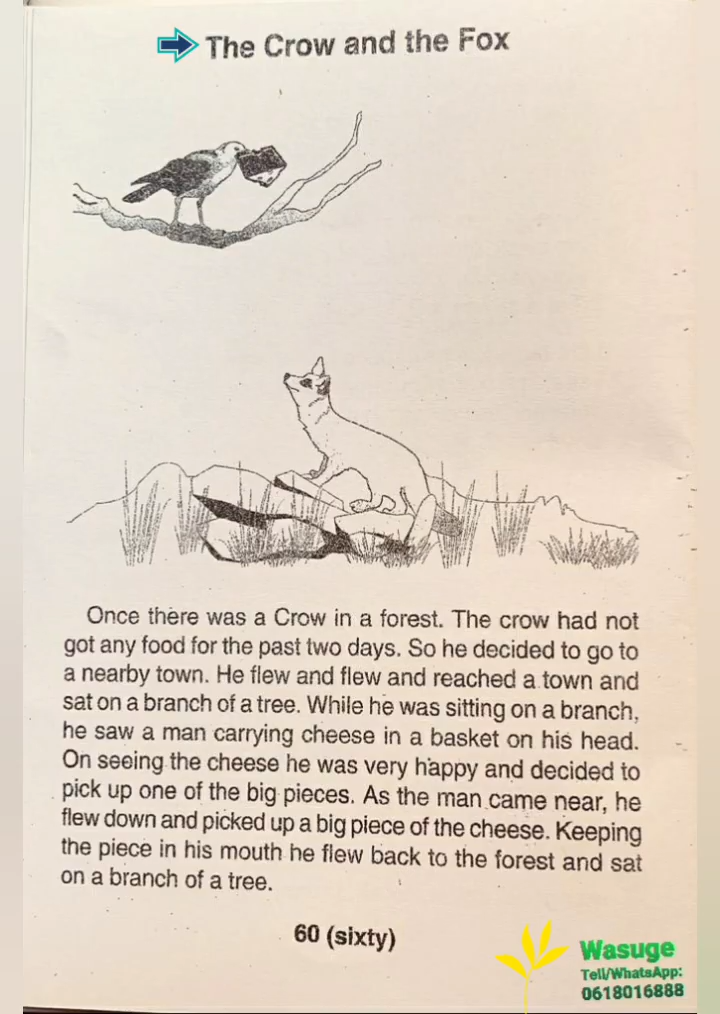 The Crow and the Fox
Once there was a Crow in a forest. The crow had not
got any food for the past two days. So he decided to go to
a nearby town. He flew and flew and reached a town and
sat on a branch of a tree. While he was sitting on a branch,
he saw a man carrying cheese in a basket on his head.
On seeing the cheese he was very happy and decided to
pick up one of the big pieces. As the man came near, he
flew down and picked up a big piece of the cheese. Keeping
the piece in his mouth he flew back to the forest and sat
on a branch of a tree.
60 (sixty)
Wasuge
Tell/WhatsApp:
0618016888